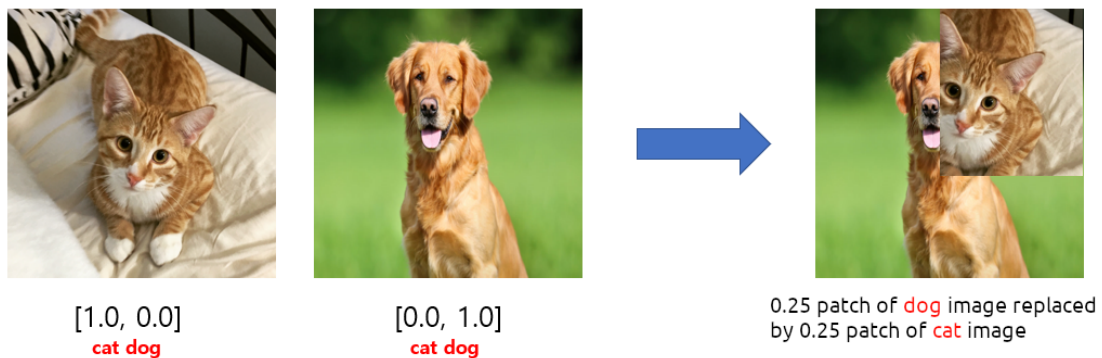 [1.0, 0.0]
cat dog
[0.0, 1.0]
cat dog
0.25 patch of dog image replaced
by 0.25 patch of cat image